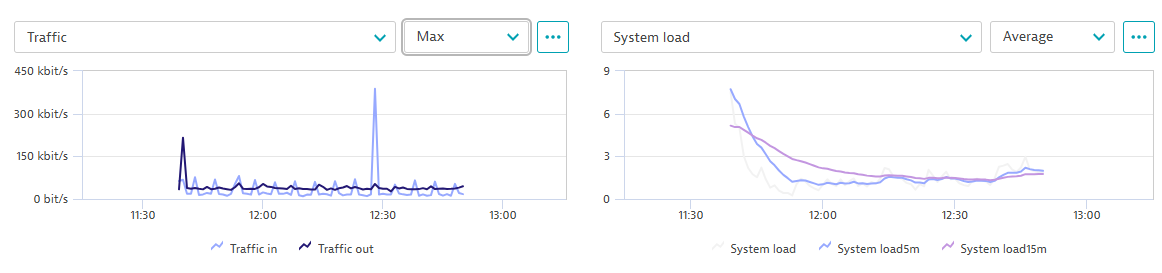 Traffic
Max
System load
Average
450 kbit/s
300 kbit/s
150 kbit/s
0 bit/s
11:30
12:00
12:30
13:00
Traffic in
Traffic out
9
6
3
0
11:30
12:00
12:30
13:00
System load
System load5m
System load15m